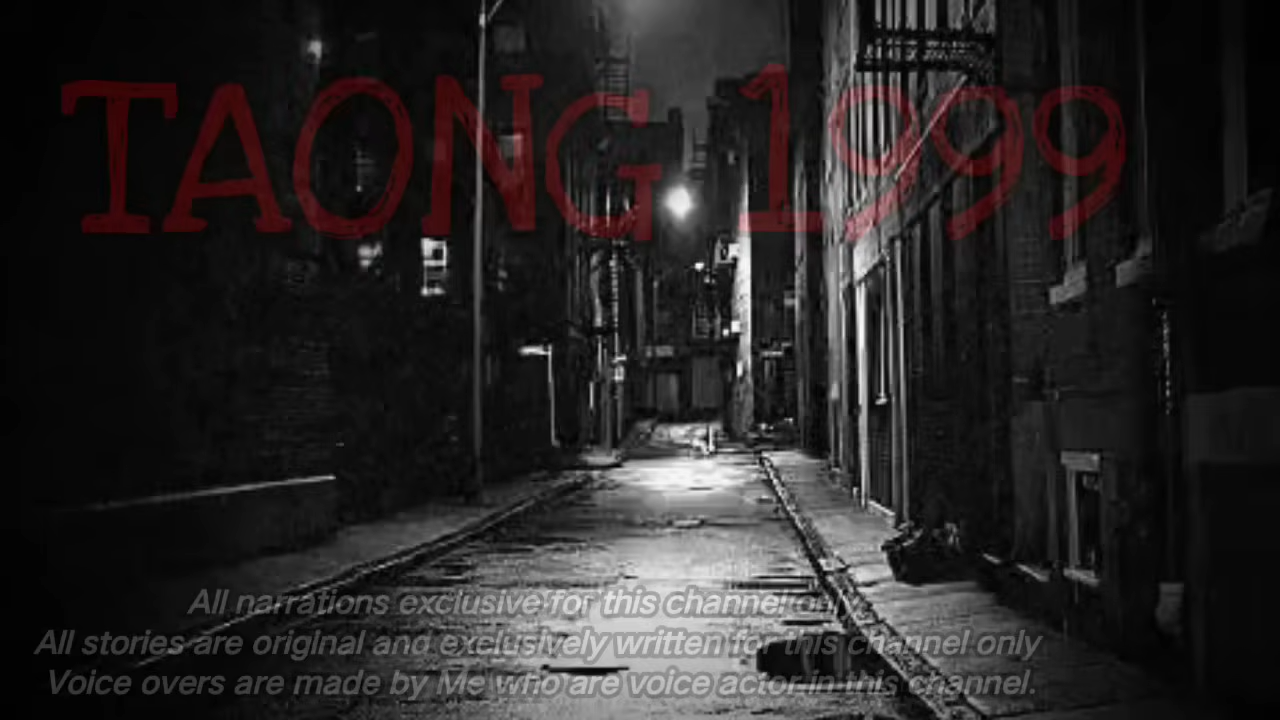 TAONG 1999
All narrations exclusive for this channel only
All stories are original and exclusively written for this channel only
Voice overs are made by Me who are voice actor in this channel.